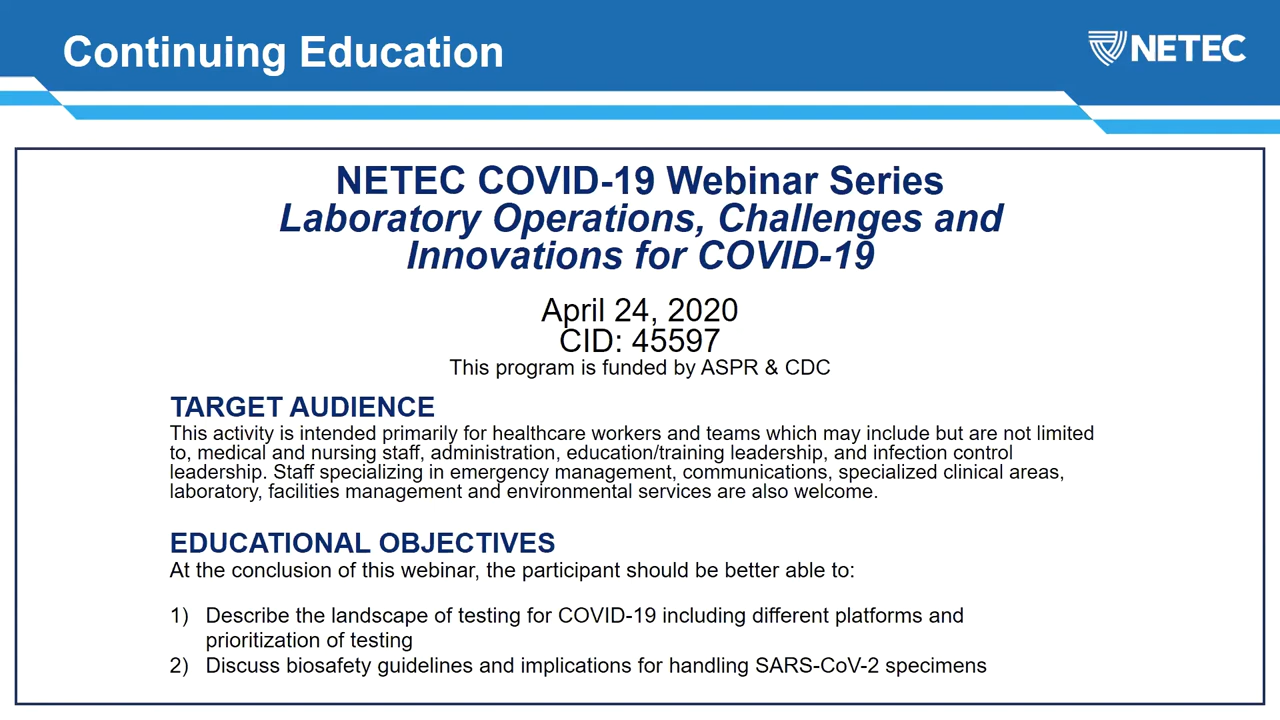 Continuing Education
NETEC
NETEC COVID-19 Webinar Series
Laboratory Operations, Challenges and
Innovations for COVID-19
April 24, 2020
CID: 45597
This program is funded by ASPR & CDC
TARGET AUDIENCE
This activity is intended primarily for healthcare workers and teams which may include but are not limited
to, medical and nursing staff, administration, education/training leadership, and infection control
leadership. Staff specializing in emergency management, communications, specialized clinical areas,
laboratory, facilities management and environmental services are also welcome.
EDUCATIONAL OBJECTIVES
At the conclusion of this webinar, the participant should be better able to:
1) Describe the landscape of testing for COVID-19 including different platforms and
prioritization of testing
2) Discuss biosafety guidelines and implications for handling SARS-CoV-2 specimens